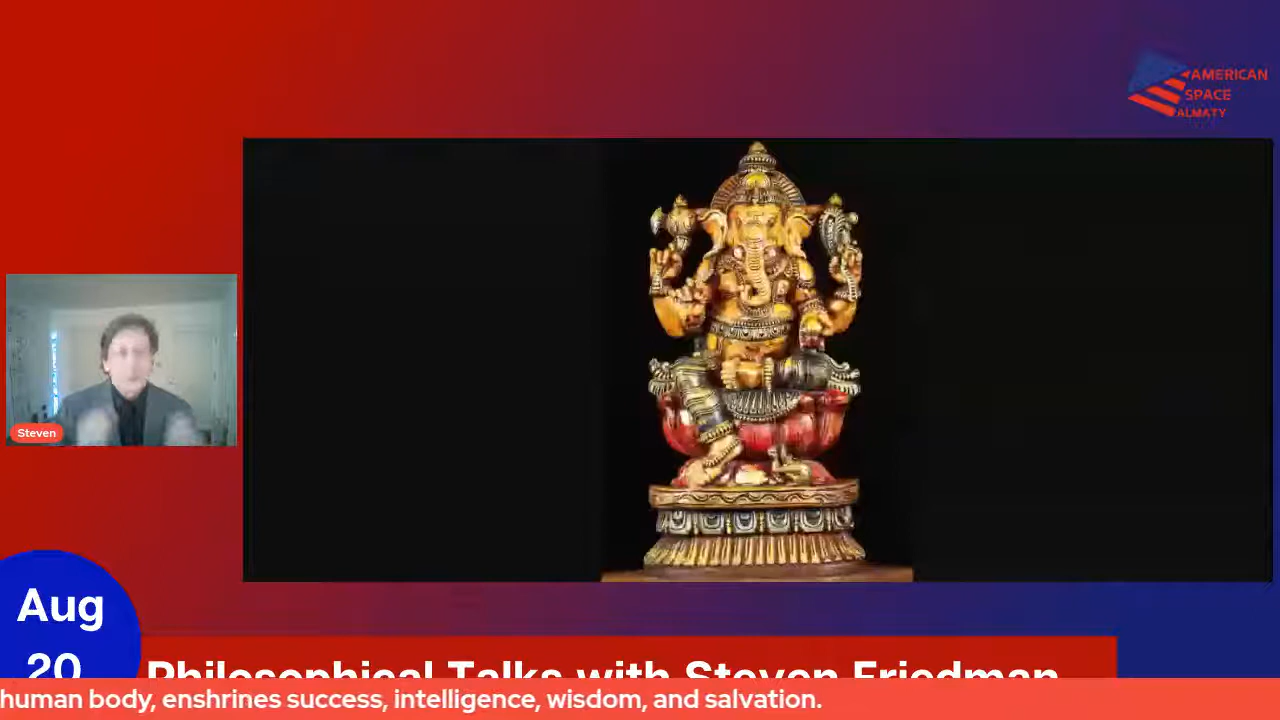 AMERICAN
SPACE
ALMATY
Steven
Aug
20
Philosophical Talks with Steven Friedman
human body, enshrines success, intelligence, wisdom, and salvation.